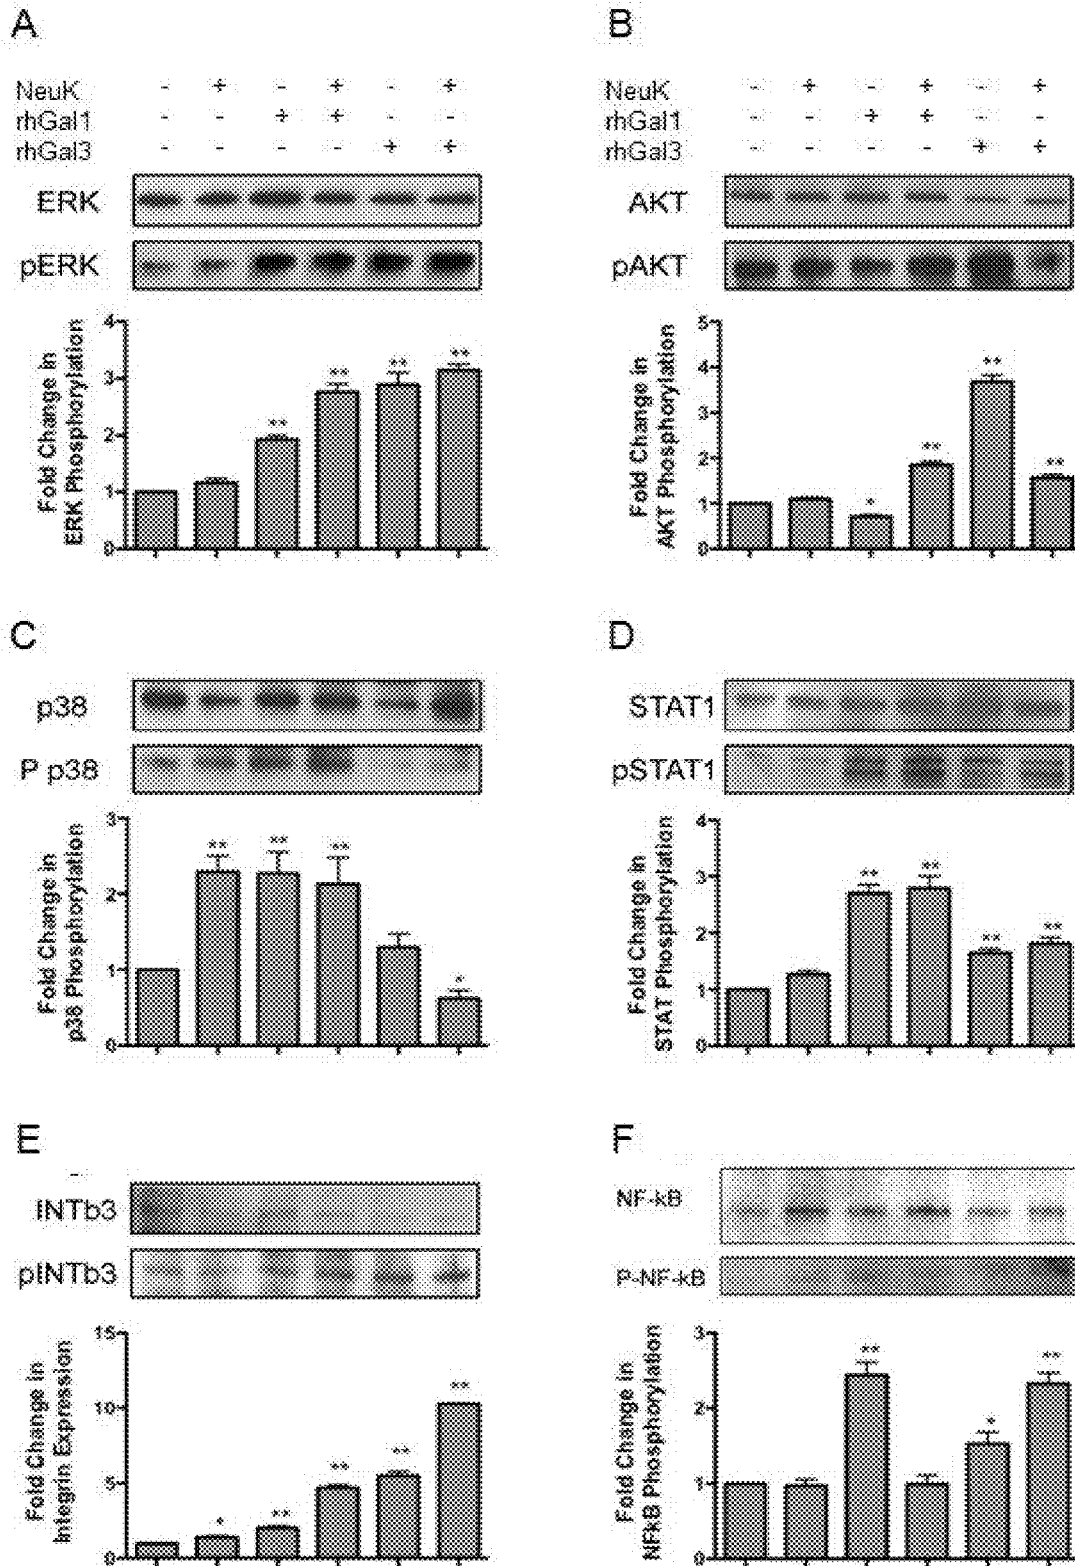 A
NeuK - + - + - +
rhGal1 - - + + - -
rhGal3 - - - - + +
ERK
pERK
Fold Change in
ERK Phosphorylation
4
3
2
1
0
** ** ** **
B
NeuK - + - + - +
rhGal1 - - + + - -
rhGal3 - - - - + +
AKT
pAKT
Fold Change in
AKT Phosphorylation
5
4
3
2
1
0
* ** ** **
C
p38
P p38
Fold Change in
p38 Phosphorylation
3
2
1
0
** ** ** *
D
STAT1
pSTAT1
Fold Change in
STAT Phosphorylation
4
3
2
1
0
** ** ** **
E
INTb3
pINTb3
Fold Change in
Integrin Expression
15
10
5
0
* ** ** ** **
F
NF-kB
P-NF-kB
Fold Change in
NFkB Phosphorylation
3
2
1
0
** * **